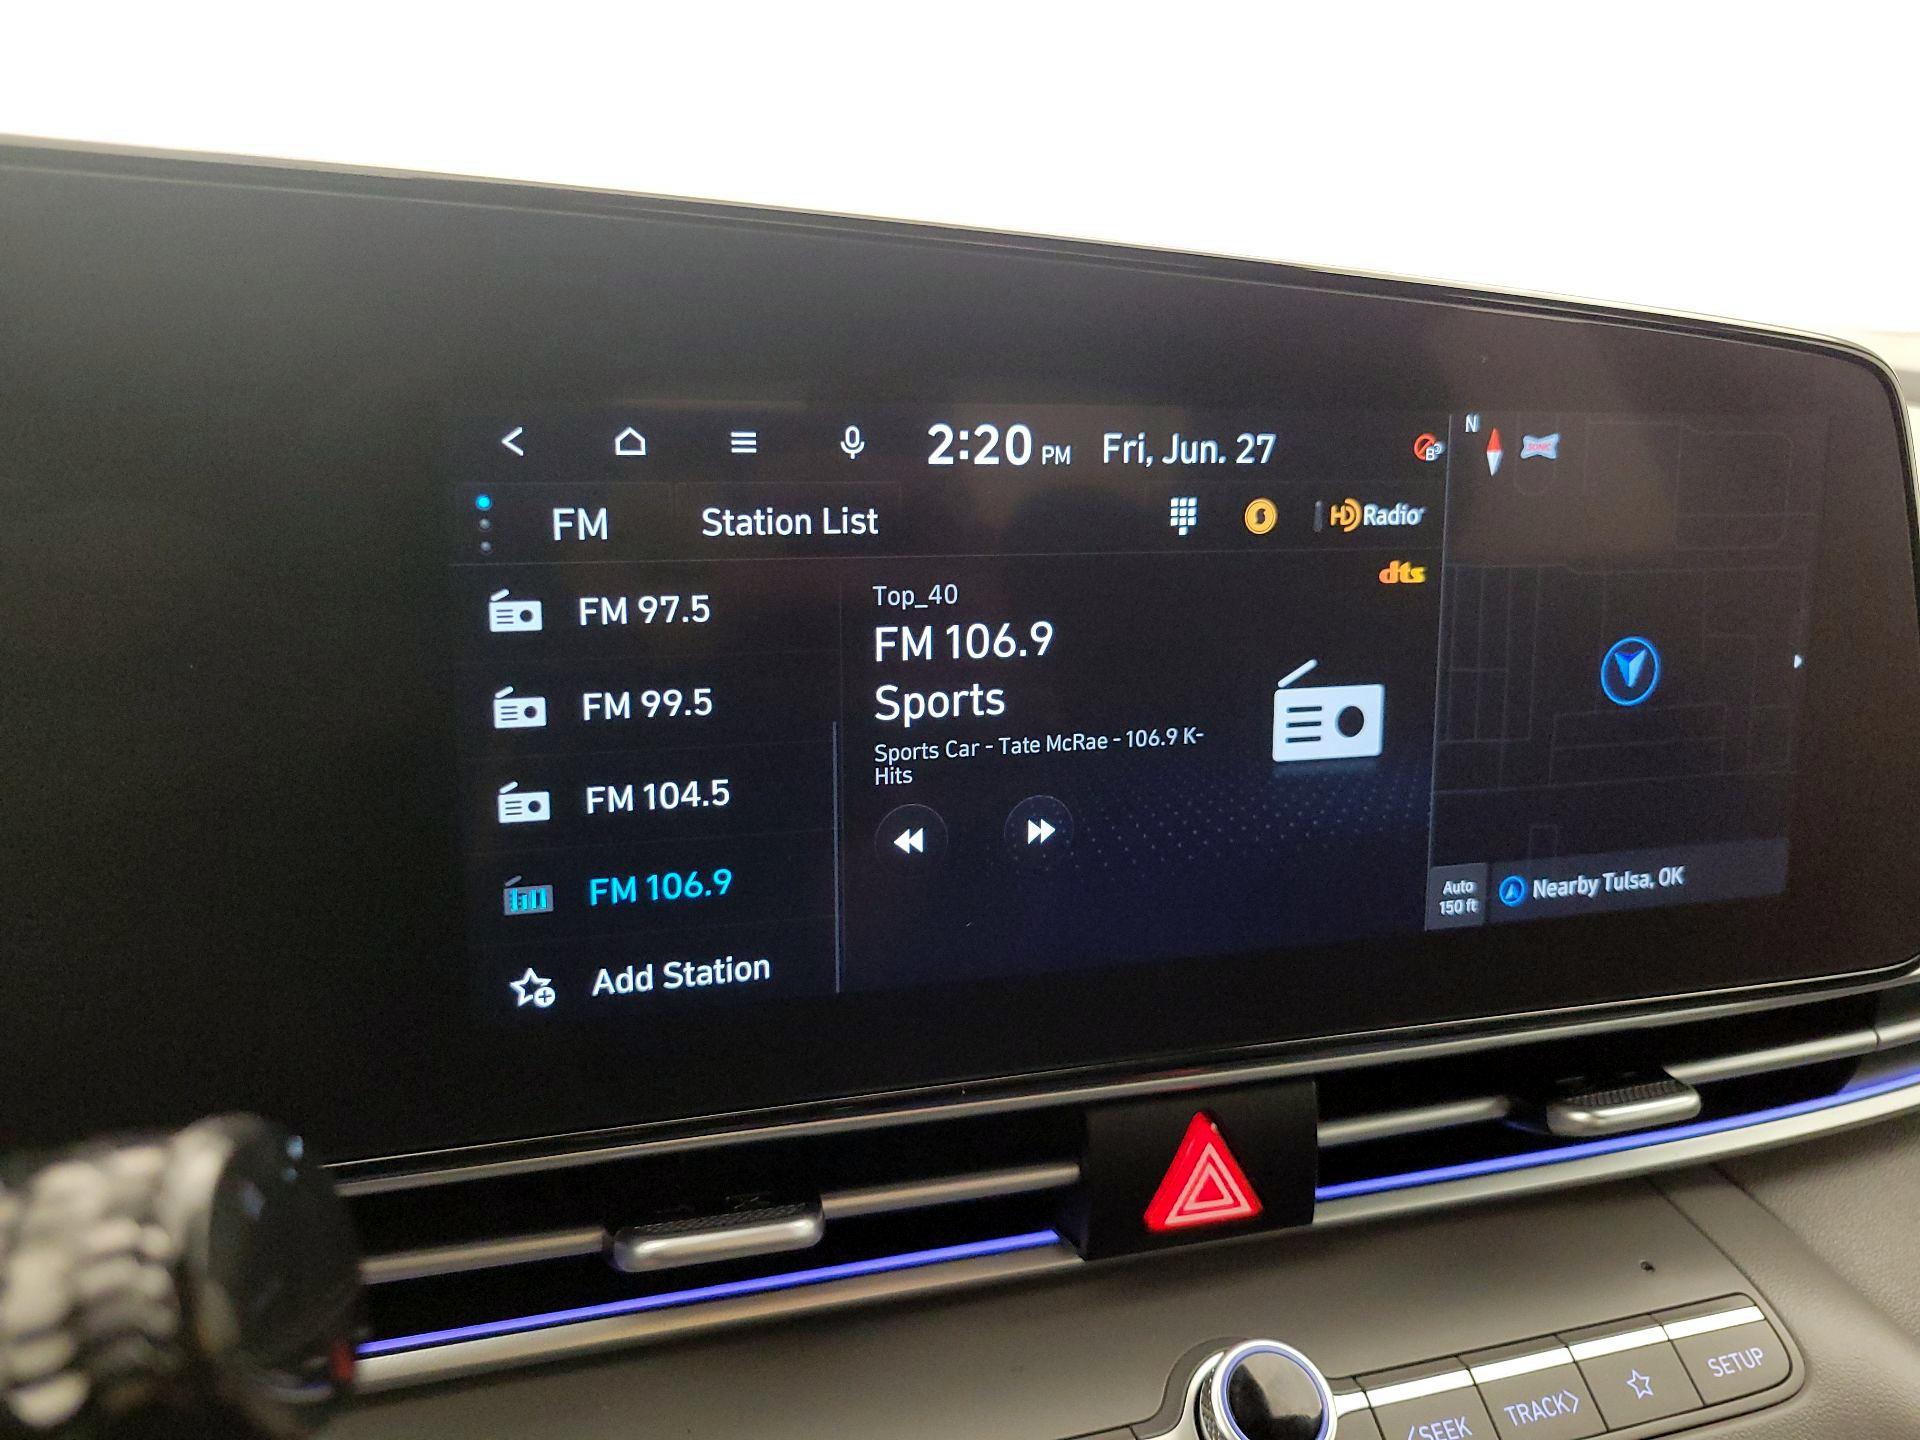 2:20 PM Fri, Jun. 27
N
SONIC
FM
Station List
HD Radio
dts
FM 97.5
FM 99.5
FM 104.5
FM 106.9
Add Station
Top_40
FM 106.9
Sports
Sports Car - Tate McRae - 106.9 K-
Hits
Auto
150 ft
Nearby Tulsa, OK
<SEEK
TRACK>
SETUP